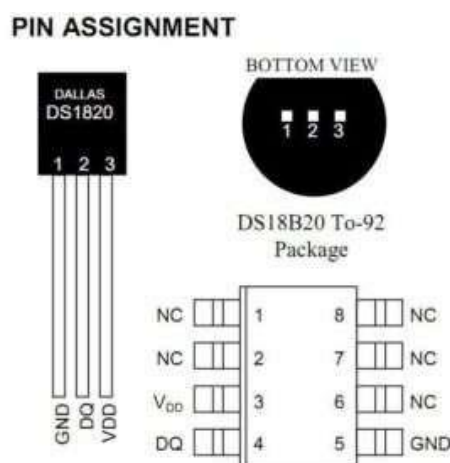 PIN ASSIGNMENT
DALLAS
DS1820
1 2 3
GND
DQ
VDD
BOTTOM VIEW
1 2 3
DS18B20 To-92
Package
NC 1 8 NC
NC 2 7 NC
VDD 3 6 NC
DQ 4 5 GND